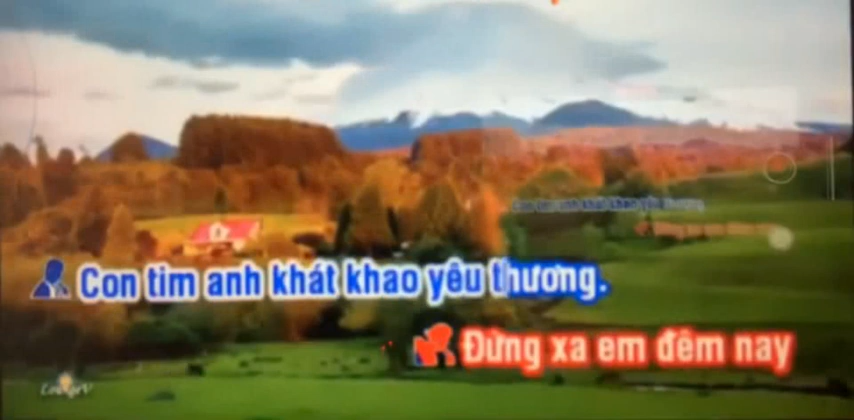 Con tim anh khát khao yêu thương.
Đừng xa em đêm nay